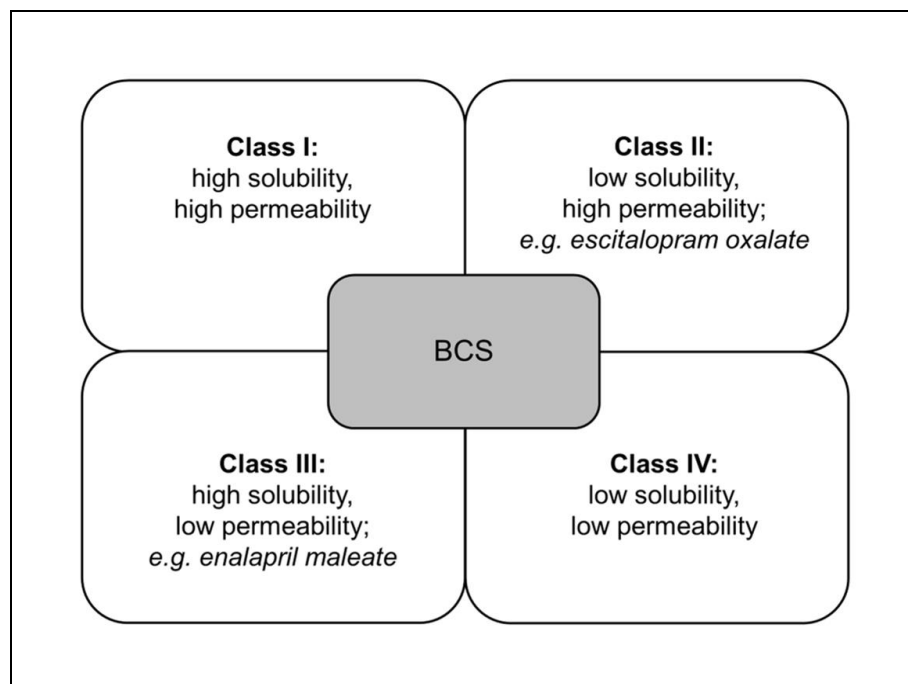 Class I:
high solubility,
high permeability
Class II:
low solubility,
high permeability;
e.g. escitalopram oxalate
BCS
Class III:
high solubility,
low permeability;
e.g. enalapril maleate
Class IV:
low solubility,
low permeability